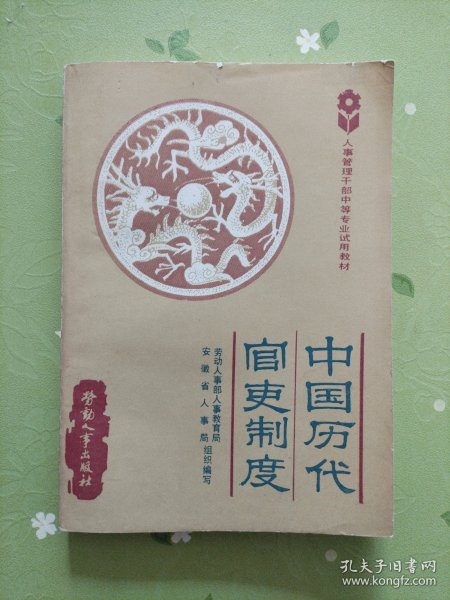 人事管理干部中等专业试用教材
中国历代
官吏制度
劳动人事部人事教育局
安徽省人事局
组织编写
劳动人事出版社
孔夫子旧书网
www.kongfz.com